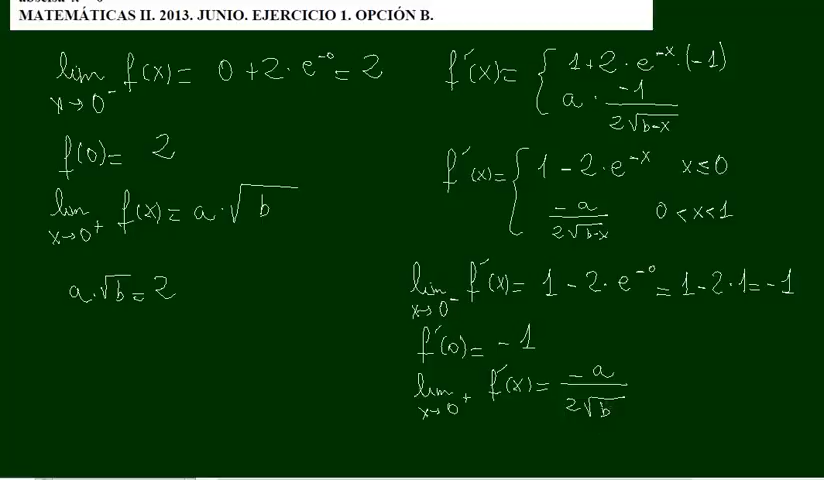 MATEMÁTICAS II. 2013. JUNIO. EJERCICIO 1. OPCIÓN B.
lim x→0⁻ f(x) = 0 + 2 · e⁻⁰ = 2
f(0) = 2
lim x→0⁺ f(x) = a · √b
a · √b = 2
f´(x) = { 1 + 2 · e⁻ˣ · (-1)
a · -1 / 2√b-x
f´(x) = { 1 - 2 · e⁻ˣ x ≤ 0
-a / 2√b-x 0 < x < 1
lim x→0⁻ f´(x) = 1 - 2 · e⁻⁰ = 1 - 2 · 1 = -1
f´(0) = -1
lim x→0⁺ f´(x) = -a / 2√b